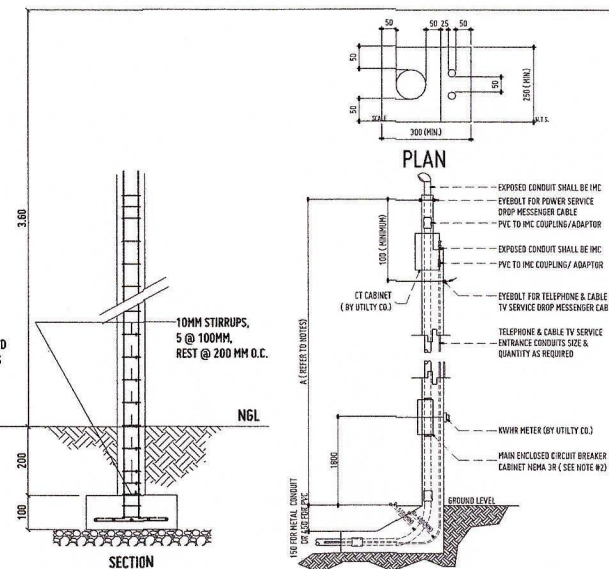 50
50 25 50
50
50
50
250 (MIN.)
SCALE
N.T.S.
300 (MIN.)
PLAN
3.60
10MM STIRRUPS,
5 @ 100MM,
REST @ 200 MM O.C.
NGL
200
100
SECTION
EXPOSED CONDUIT SHALL BE IMC
EYEBOLT FOR POWER SERVICE
DROP MESSENGER CABLE
PVC TO IMC COUPLING/ADAPTOR
100 (MINIMUM)
EXPOSED CONDUIT SHALL BE IMC
PVC TO IMC COUPLING/ ADAPTOR
CT CABINET
(BY UTILTY CO.)
EYEBOLT FOR TELEPHONE & CABLE
TV SERVICE DROP MESSENGER CAB
A (REFER TO NOTES)
TELEPHONE & CABLE TV SERVICE
ENTRANCE CONDUITS SIZE &
QUANTITY AS REQUIRED
KWHR METER (BY UTILITY CO.)
1800
MAIN ENCLOSED CIRCUIT BREAKER
CABINET NEMA 3R (SEE NOTE #2)
GROUND LEVEL
150 FOR METAL CONDUIT
OR 450 FOR PVC